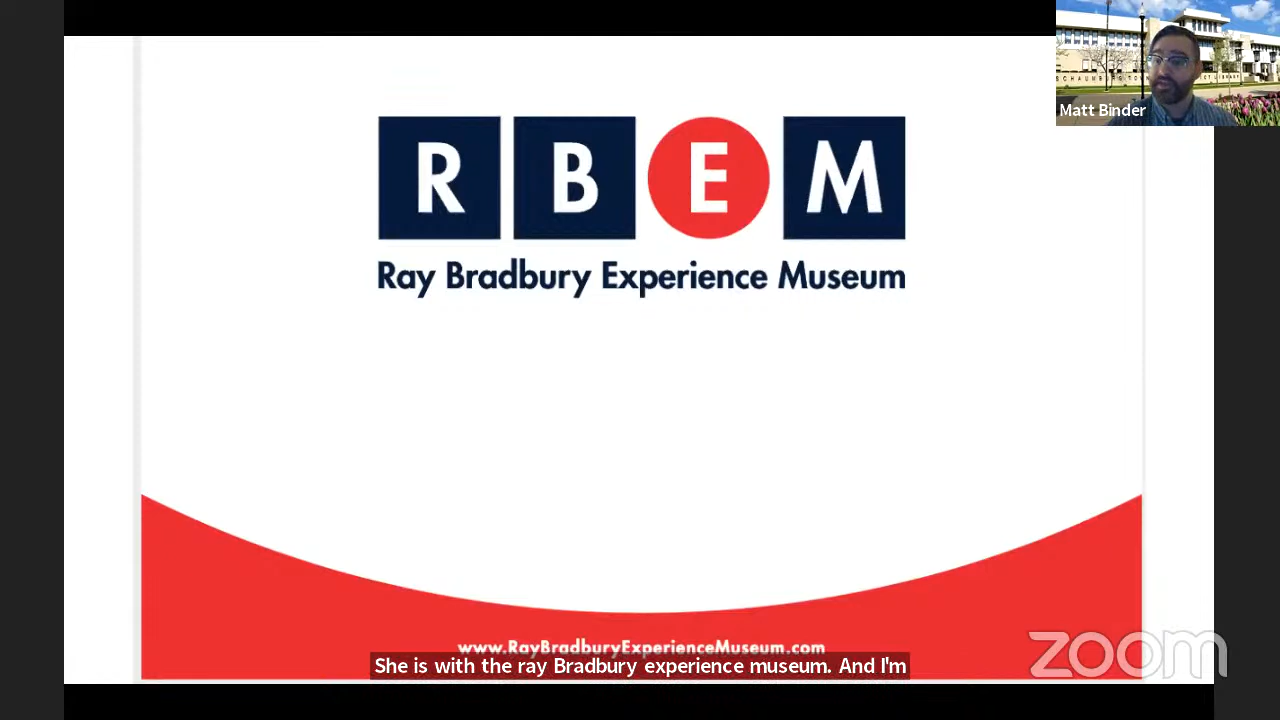 R B E M
Ray Bradbury Experience Museum
Matt Binder
www.RayBradburyExperienceMuseum.com
She is with the ray Bradbury experience museum. And I'm
zoom